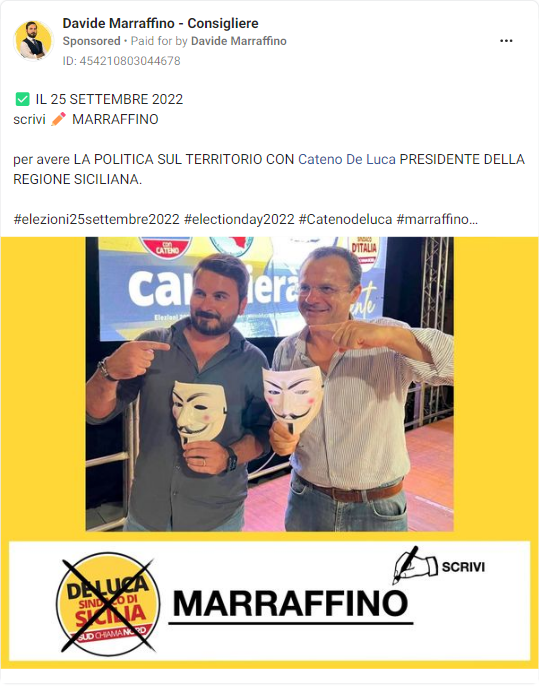 Davide Marraffino - Consigliere
Sponsored • Paid for by Davide Marraffino
ID: 454210803044678
✅ IL 25 SETTEMBRE 2022
scrivi ✏️ MARRAFFINO
per avere LA POLITICA SUL TERRITORIO CON Cateno De Luca PRESIDENTE DELLA
REGIONE SICILIANA.
#elezioni25settembre2022 #electionday2022 #Catenodeluca #marraffino...
CON
CATENO
SINDACO
D'ITALIA
DE LUCA
SINDACO DI
SICILIA
SUD CHIAMA NORD
SCRIVI
MARRAFFINO